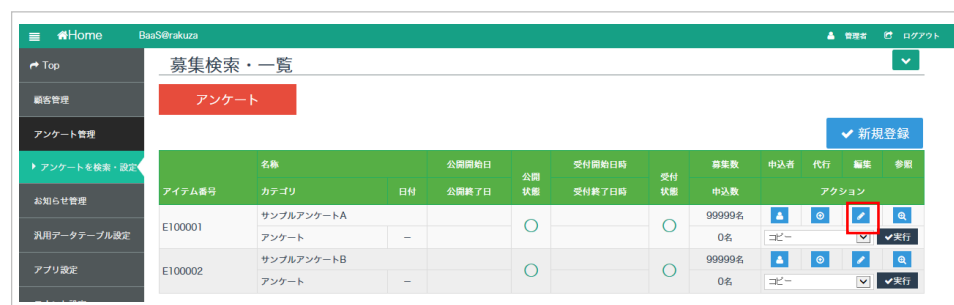 Home BaaS@rakuza 管理者 ログアウト
Top
募集検索・一覧
顧客管理
アンケート
アンケート管理
新規登録
アンケートを検索・設定
名称 公開開始日 公開状態 受付開始日時 受付状態 募集数 申込者 代行 編集 参照
アイテム番号 カテゴリ 日付 公開終了日 受付終了日時 申込数 アクション
お知らせ管理
E100001 サンプルアンケートA 99999名
アンケート − 0名 コピー 実行
汎用データテーブル設定
E100002 サンプルアンケートB 99999名
アンケート − 0名 コピー 実行
アプリ設定